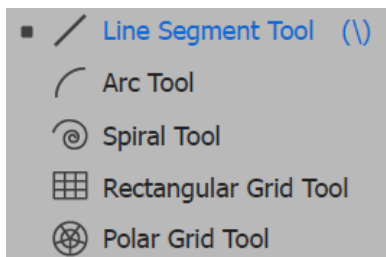 Line Segment Tool (\)
Arc Tool
Spiral Tool
Rectangular Grid Tool
Polar Grid Tool